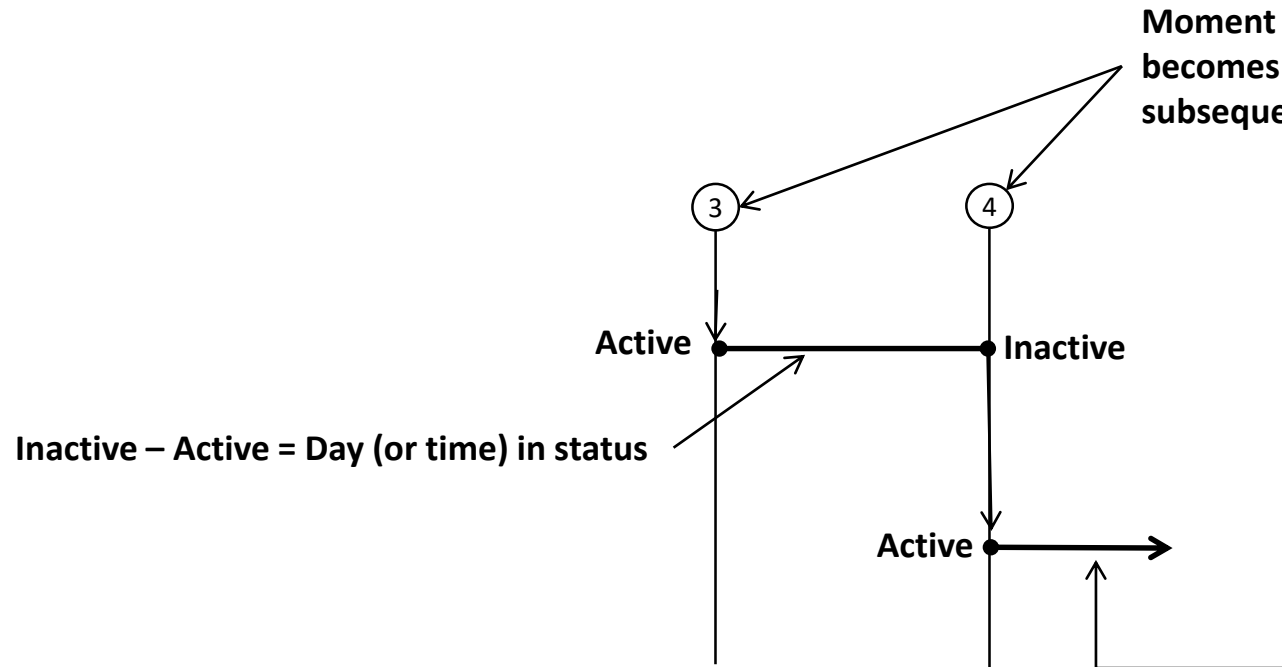 Moment
becomes
subseque
3
4
Active
Inactive
Inactive – Active = Day (or time) in status
Active